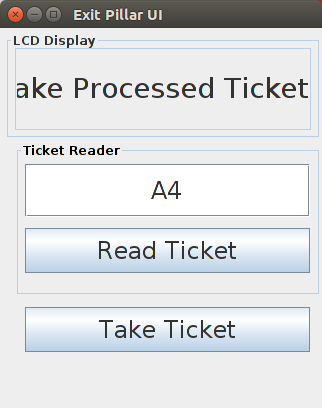 Exit Pillar UI
LCD Display
ake Processed Ticket
Ticket Reader
A4
Read Ticket
Take Ticket